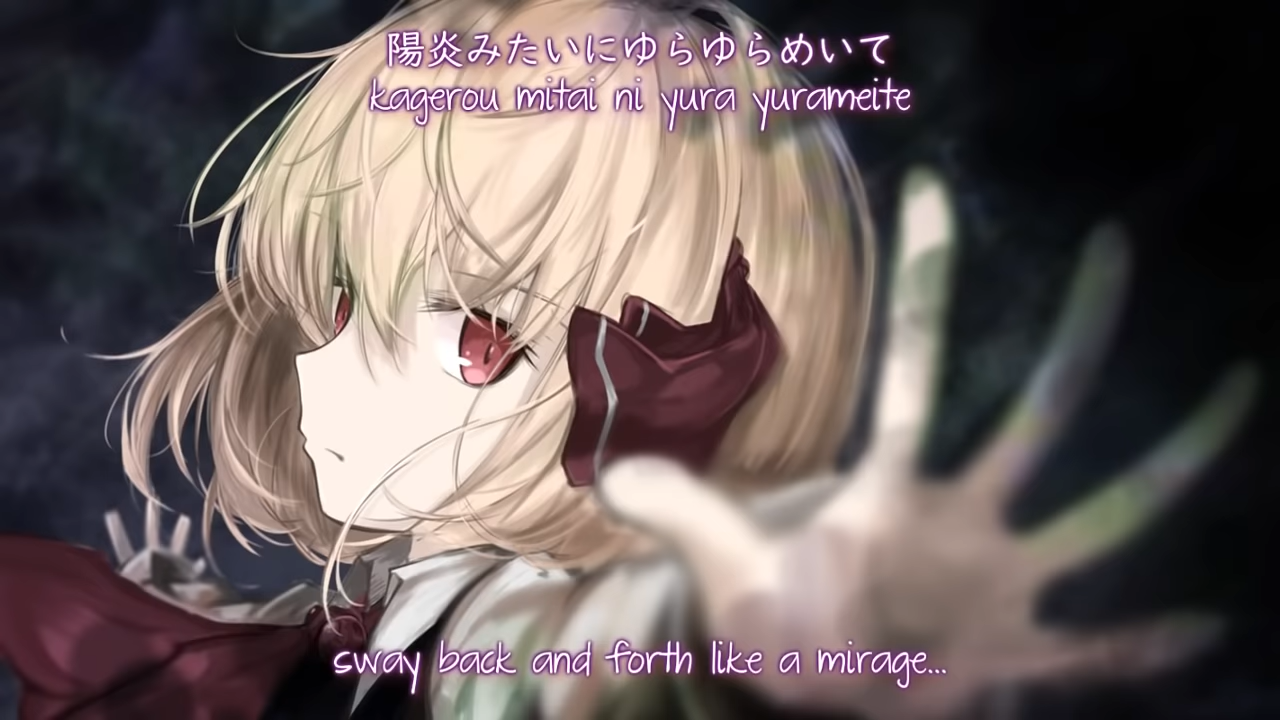 陽炎みたいにゆらゆらめいて
kagerou mitai ni yura yurameite
sway back and forth like a mirage...